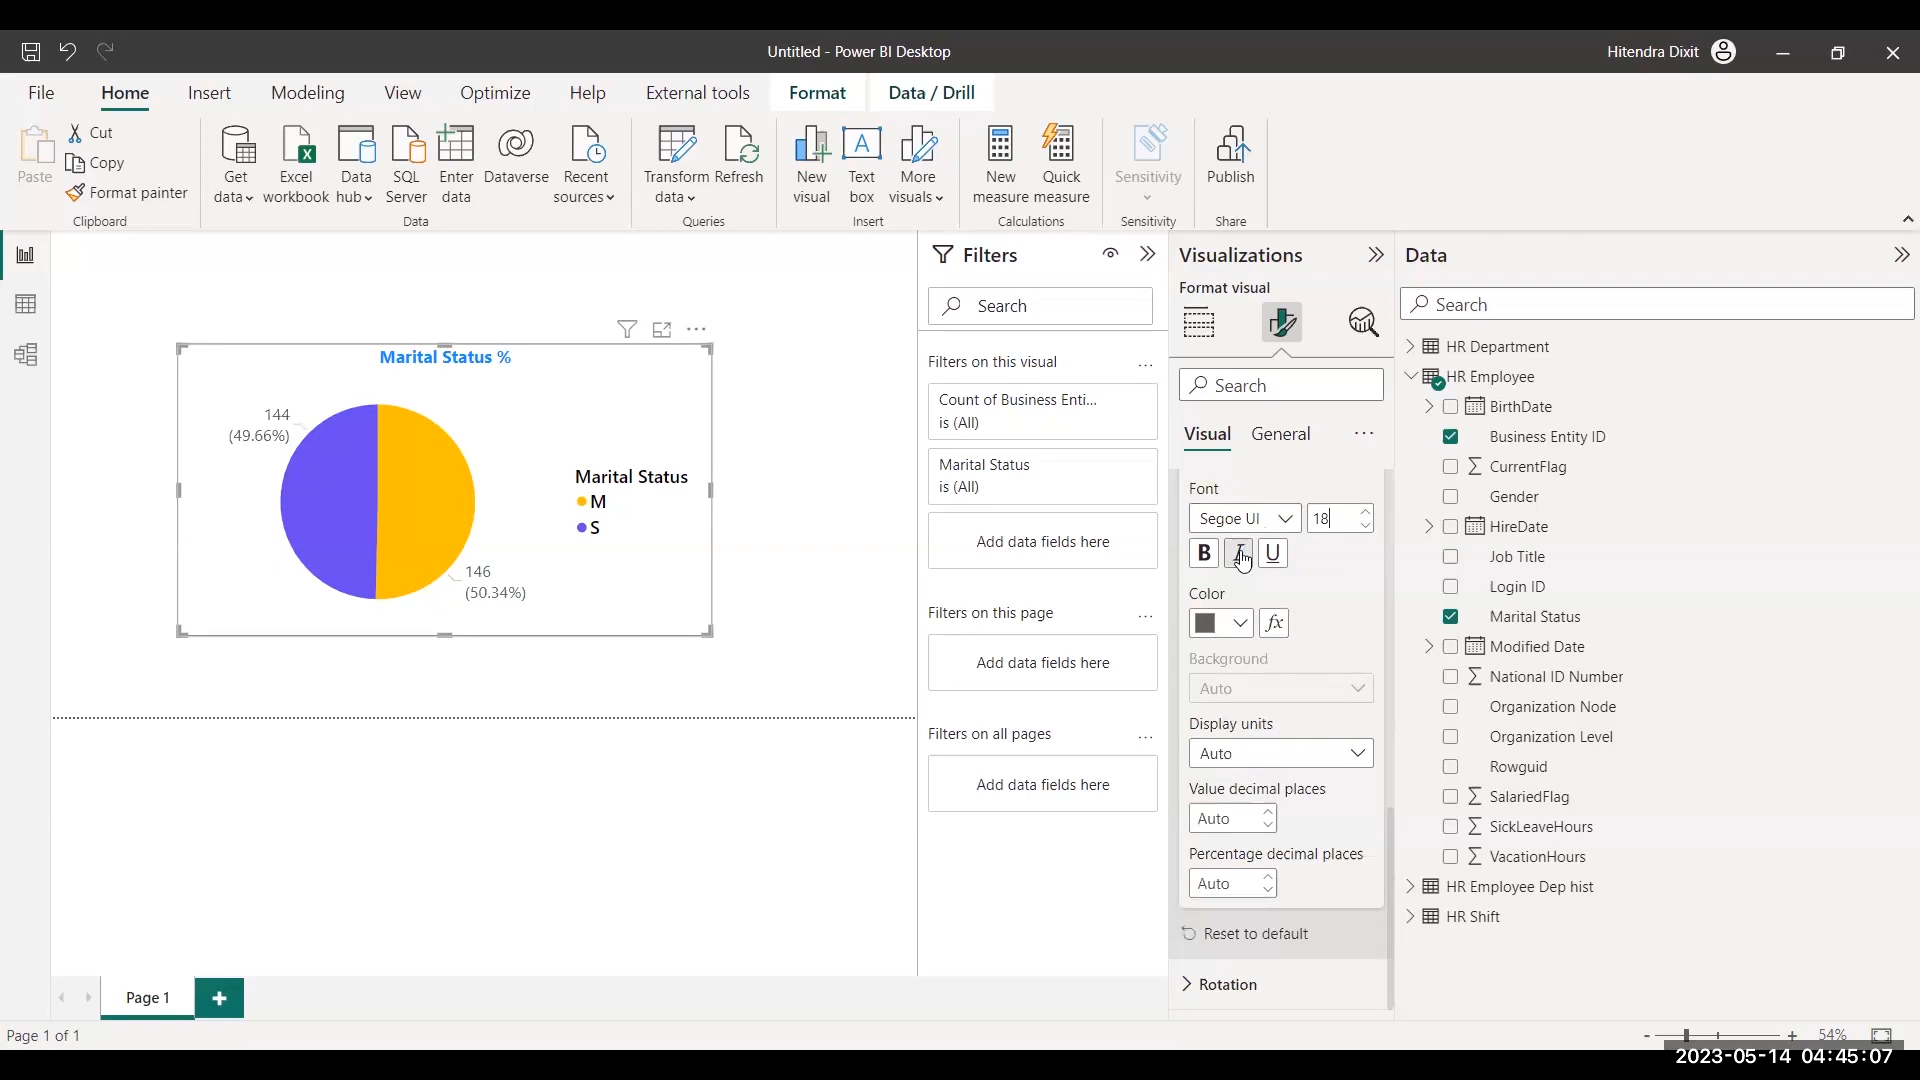 Untitled - Power BI Desktop
Hitendra Dixit
File Home Insert Modeling View Optimize Help External tools Format Data / Drill
Paste
Cut
Copy
Format painter
Clipboard
Get data
Excel workbook
Data hub
SQL Server
Enter data
Dataverse
Recent sources
Data
Transform data
Refresh
Queries
New visual
Text box
More visuals
Insert
New measure
Quick measure
Calculations
Sensitivity
Sensitivity
Publish
Share
Marital Status %
144
(49.66%)
146
(50.34%)
Marital Status
M
S
Filters
Search
Filters on this visual
Count of Business Enti...
is (All)
Marital Status
is (All)
Add data fields here
Filters on this page
Add data fields here
Filters on all pages
Add data fields here
Visualizations
Format visual
Search
Visual General
Font
Segoe UI 18
B I U
Color
fx
Background
Auto
Display units
Auto
Value decimal places
Auto
Percentage decimal places
Auto
Reset to default
Rotation
Data
Search
HR Department
HR Employee
BirthDate
Business Entity ID
CurrentFlag
Gender
HireDate
Job Title
Login ID
Marital Status
Modified Date
National ID Number
Organization Node
Organization Level
Rowguid
SalariedFlag
SickLeaveHours
VacationHours
HR Employee Dep hist
HR Shift
Page 1
Page 1 of 1
54%
2023-05-14 04:45:07